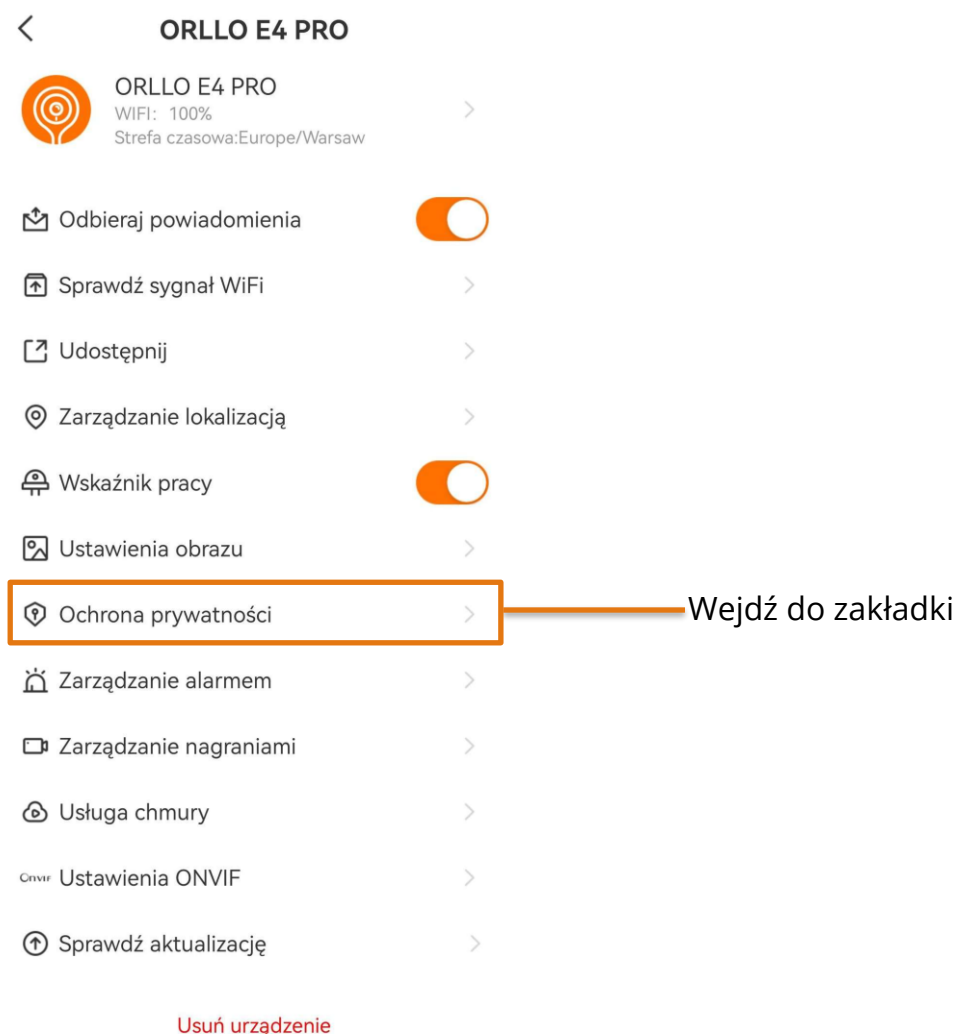 ORLLO E4 PRO
ORLLO E4 PRO
WIFI: 100%
Strefa czasowa:Europe/Warsaw
Odbieraj powiadomienia
Sprawdź sygnał WiFi
Udostępnij
Zarządzanie lokalizacją
Wskaźnik pracy
Ustawienia obrazu
Ochrona prywatności
Wejdź do zakładki
Zarządzanie alarmem
Zarządzanie nagraniami
Usługa chmury
ONVIF Ustawienia ONVIF
Sprawdź aktualizację
Usuń urządzenie